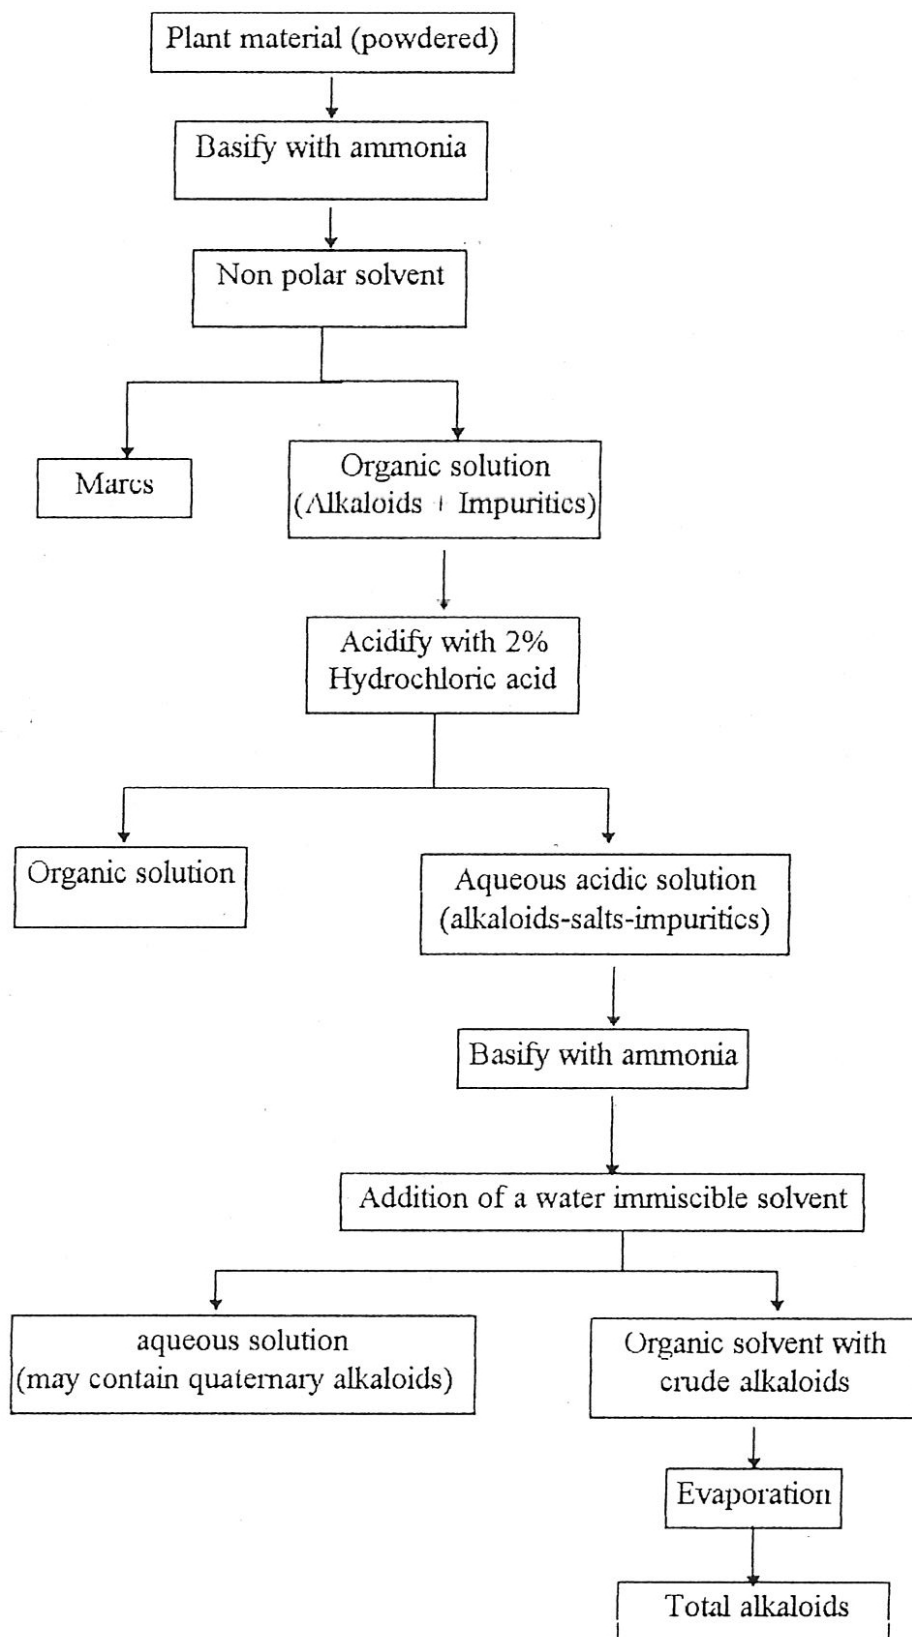 Plant material (powdered)
Basify with ammonia
Non polar solvent
Marcs
Organic solution
(Alkaloids + Impurities)
Acidify with 2%
Hydrochloric acid
Organic solution
Aqueous acidic solution
(alkaloids-salts-impurities)
Basify with ammonia
Addition of a water immiscible solvent
aqueous solution
(may contain quaternary alkaloids)
Organic solvent with
crude alkaloids
Evaporation
Total alkaloids